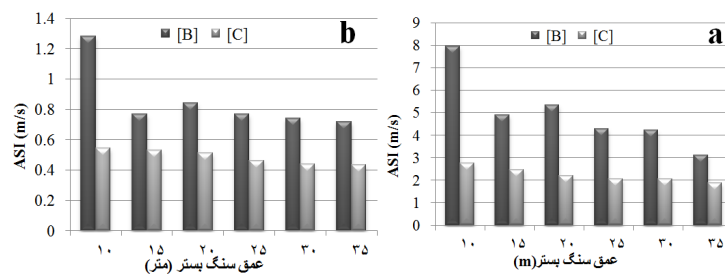 b
[B] [C]
ASI (m/s)
1.4
1.2
1
0.8
0.6
0.4
0.2
0
۱۰ ۱۵ ۲۰ ۲۵ ۳۰ ۳۵
عمق سنگ بستر (متر)
a
[B] [C]
ASI (m/s)
9
8
7
6
5
4
3
2
1
0
۱۰ ۱۵ ۲۰ ۲۵ ۳۰ ۳۵
عمق سنگ بستر(m)